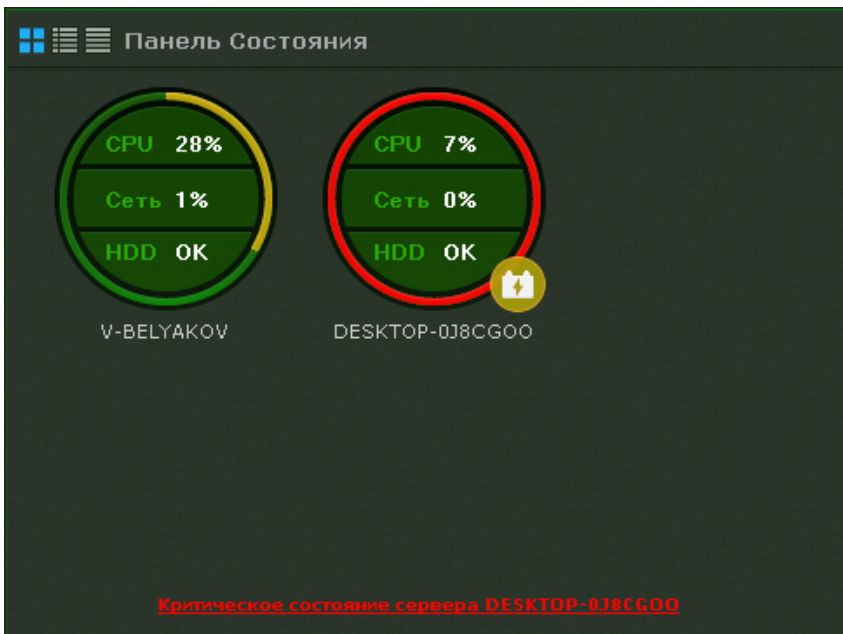 Панель Состояния
CPU 28%
Сеть 1%
HDD OK
V-BELYAKOV
CPU 7%
Сеть 0%
HDD OK
DESKTOP-0J8CGOO
Критическое состояние сервера DESKTOP-0J8CGOO